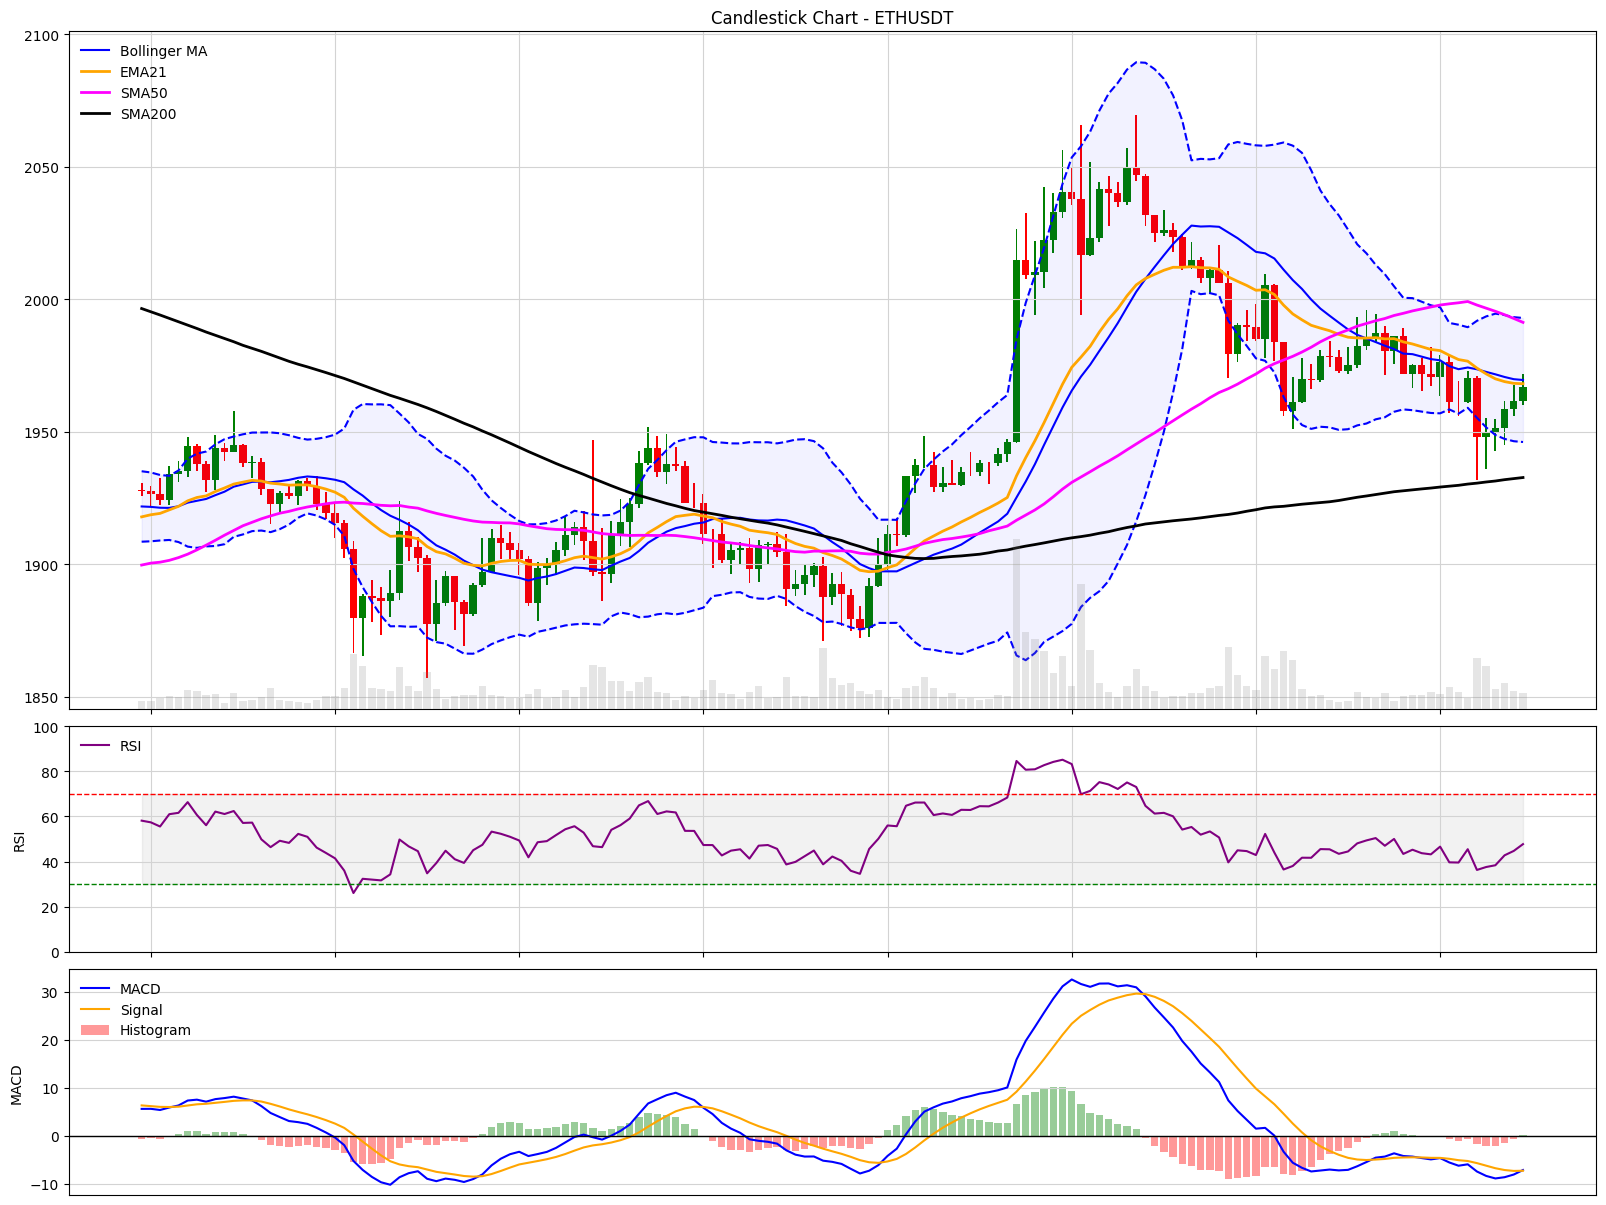 Candlestick Chart - ETHUSDT
2100
2050
2000
1950
1900
1850
Bollinger MA
EMA21
SMA50
SMA200
100
80
60
40
20
0
RSI
RSI
30
20
10
0
−10
MACD
MACD
Signal
Histogram